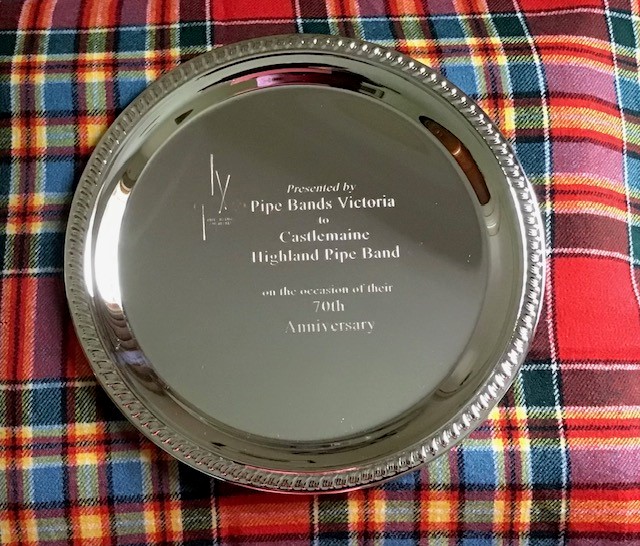 Presented by
Pipe Bands Victoria
to
Castlemaine
Highland Pipe Band
on the occasion of their
70th
Anniversary